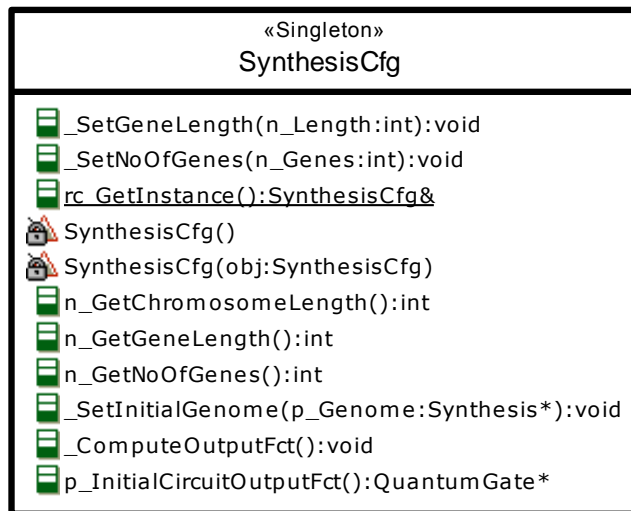 «Singleton»
SynthesisCfg
_SetGeneLength(n_Length:int):void
_SetNoOfGenes(n_Genes:int):void
rc_GetInstance():SynthesisCfg&
SynthesisCfg()
SynthesisCfg(obj:SynthesisCfg)
n_GetChromosomeLength():int
n_GetGeneLength():int
n_GetNoOfGenes():int
_SetInitialGenome(p_Genome:Synthesis*):void
_ComputeOutputFct():void
p_InitialCircuitOutputFct():QuantumGate*